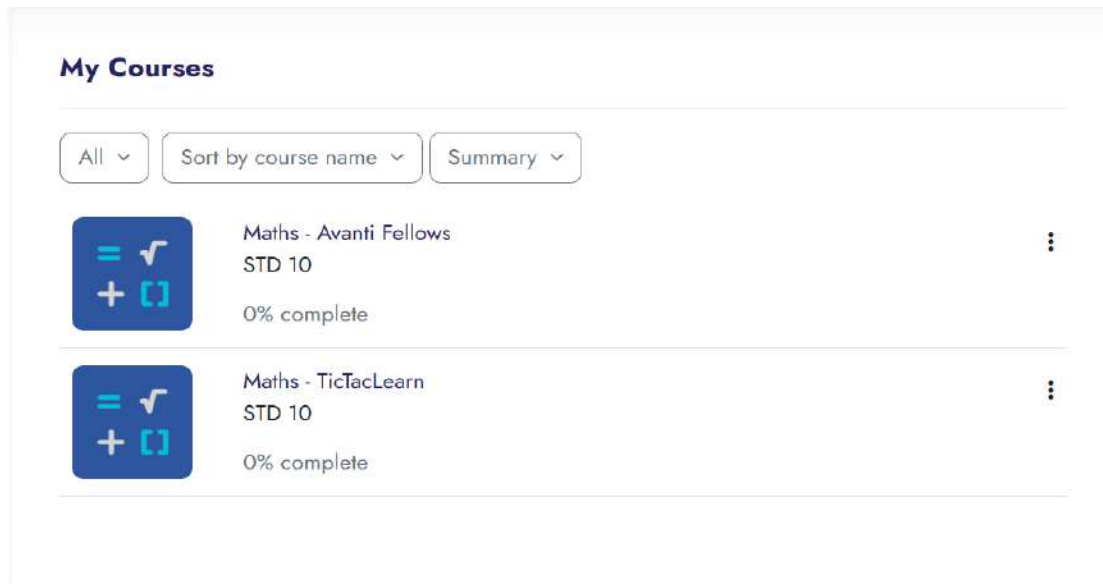 My Courses
All Sort by course name Summary
Maths - Avanti Fellows
STD 10
0% complete
Maths - TicTacLearn
STD 10
0% complete